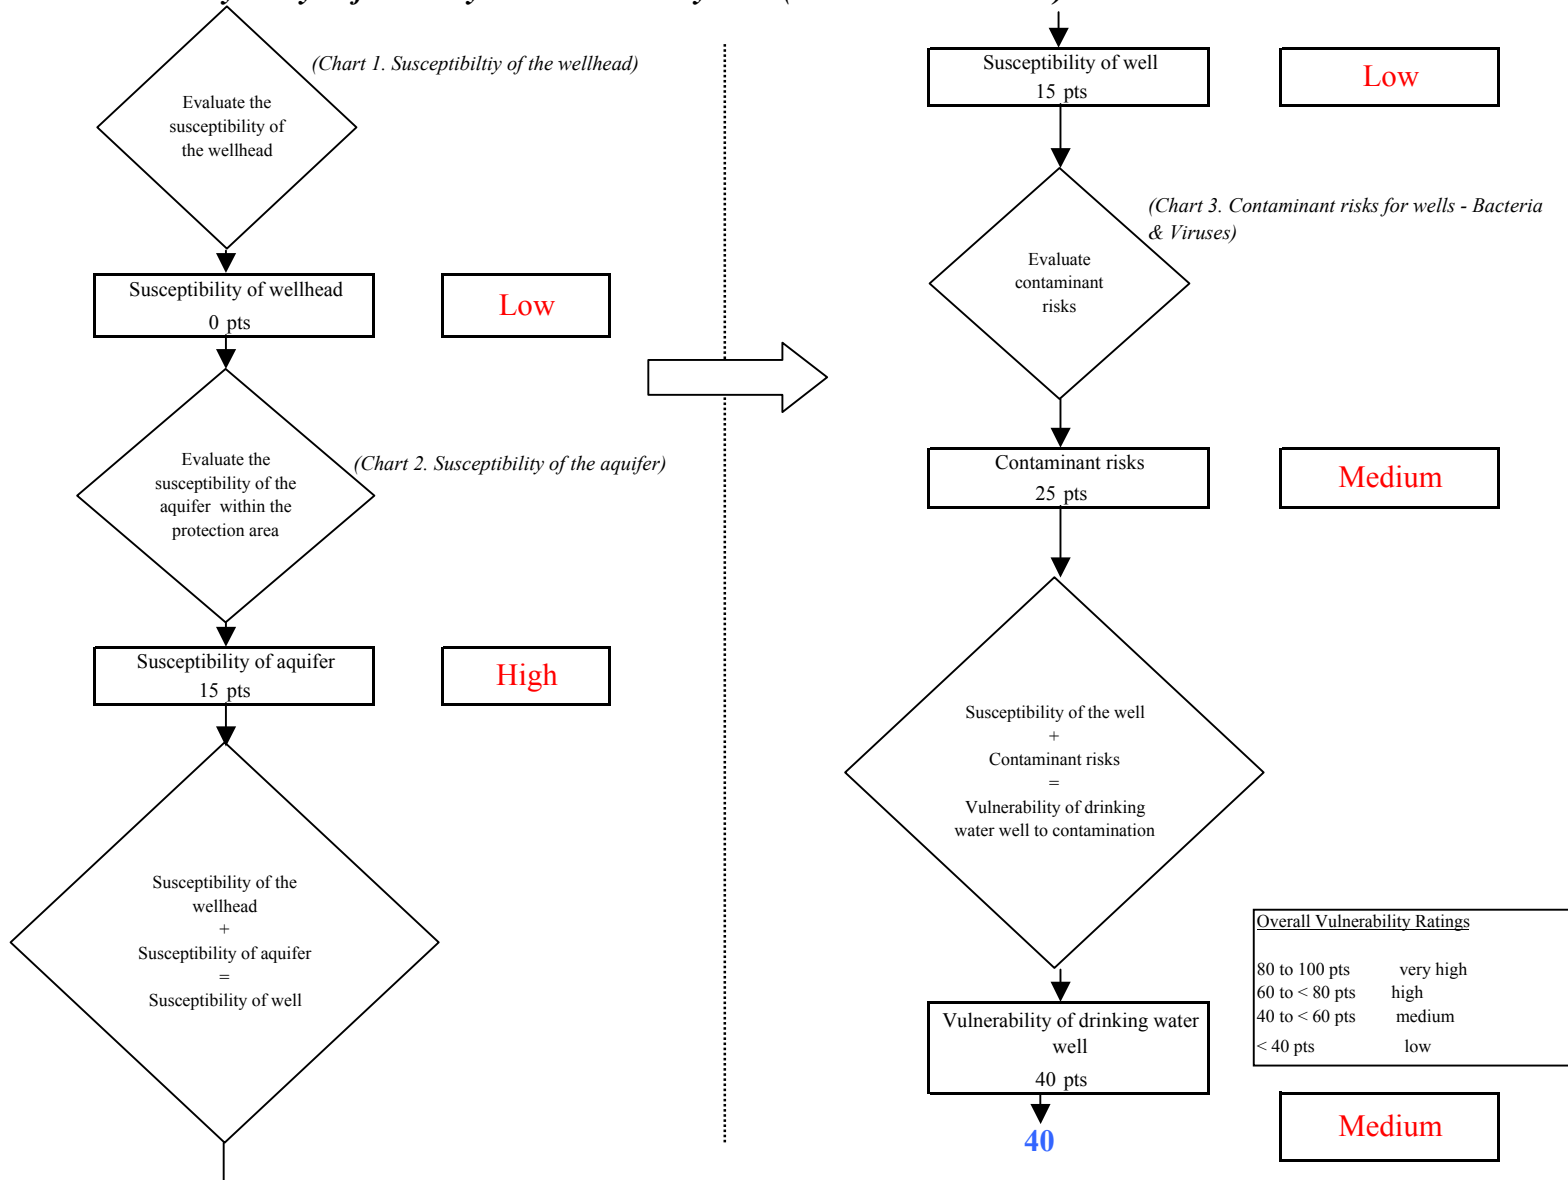 (Chart 1. Susceptibiltiy of the wellhead)
Evaluate the
susceptibility of
the wellhead
Susceptibility of wellhead
0 pts
Low
Evaluate the
susceptibility of the
aquifer within the
protection area
(Chart 2. Susceptibility of the aquifer)
Susceptibility of aquifer
15 pts
High
Susceptibility of the
wellhead
+
Susceptibility of aquifer
=
Susceptibility of well
Susceptibility of well
15 pts
Low
(Chart 3. Contaminant risks for wells - Bacteria
& Viruses)
Evaluate
contaminant
risks
Contaminant risks
25 pts
Medium
Susceptibility of the well
+
Contaminant risks
=
Vulnerability of drinking
water well to contamination
Overall Vulnerability Ratings
80 to 100 pts very high
60 to < 80 pts high
40 to < 60 pts medium
< 40 pts low
Vulnerability of drinking water
well
40 pts
40
Medium